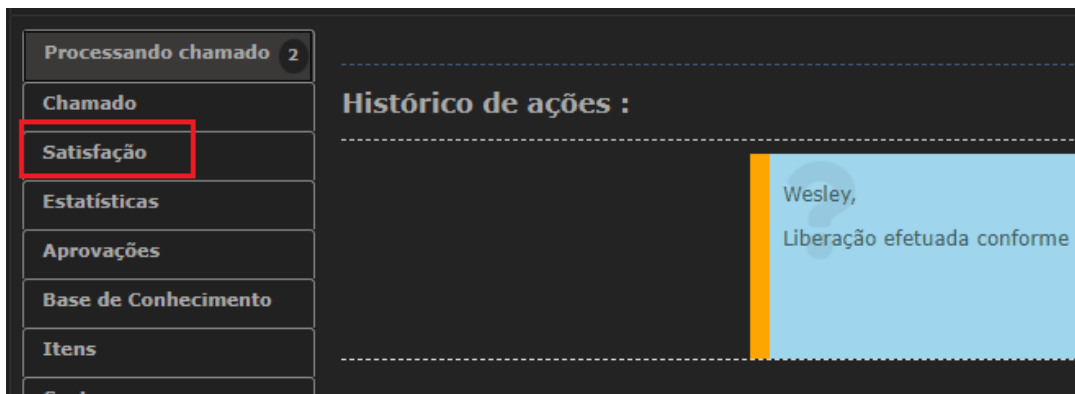 Processando chamado 2
Chamado
Satisfação
Estatísticas
Aprovações
Base de Conhecimento
Itens
Histórico de ações :
Wesley,
Liberação efetuada conforme